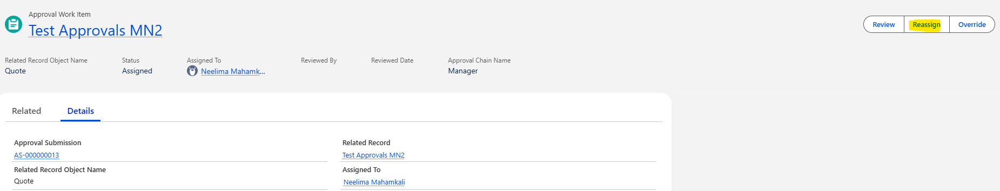 Approval Work Item
Test Approvals MN2
Review Reassign Override
Related Record Object Name Status Assigned To Reviewed By Reviewed Date Approval Chain Name
Quote Assigned Neelima Mahamk... Manager
Related Details
Approval Submission Related Record
AS-000000013 Test Approvals MN2
Related Record Object Name Assigned To
Quote Neelima Mahamkali